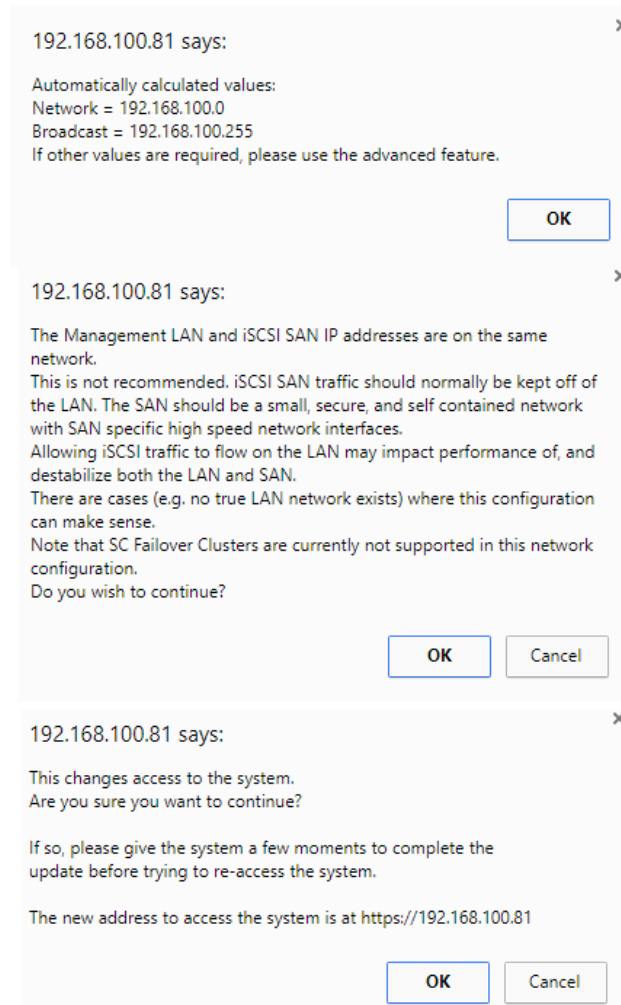 192.168.100.81 says:
Automatically calculated values:
Network = 192.168.100.0
Broadcast = 192.168.100.255
If other values are required, please use the advanced feature.
OK
192.168.100.81 says:
The Management LAN and iSCSI SAN IP addresses are on the same
network.
This is not recommended. iSCSI SAN traffic should normally be kept off of
the LAN. The SAN should be a small, secure, and self contained network
with SAN specific high speed network interfaces.
Allowing iSCSI traffic to flow on the LAN may impact performance of, and
destabilize both the LAN and SAN.
There are cases (e.g. no true LAN network exists) where this configuration
can make sense.
Note that SC Failover Clusters are currently not supported in this network
configuration.
Do you wish to continue?
OK Cancel
192.168.100.81 says:
This changes access to the system.
Are you sure you want to continue?
If so, please give the system a few moments to complete the
update before trying to re-access the system.
The new address to access the system is at https://192.168.100.81
OK Cancel